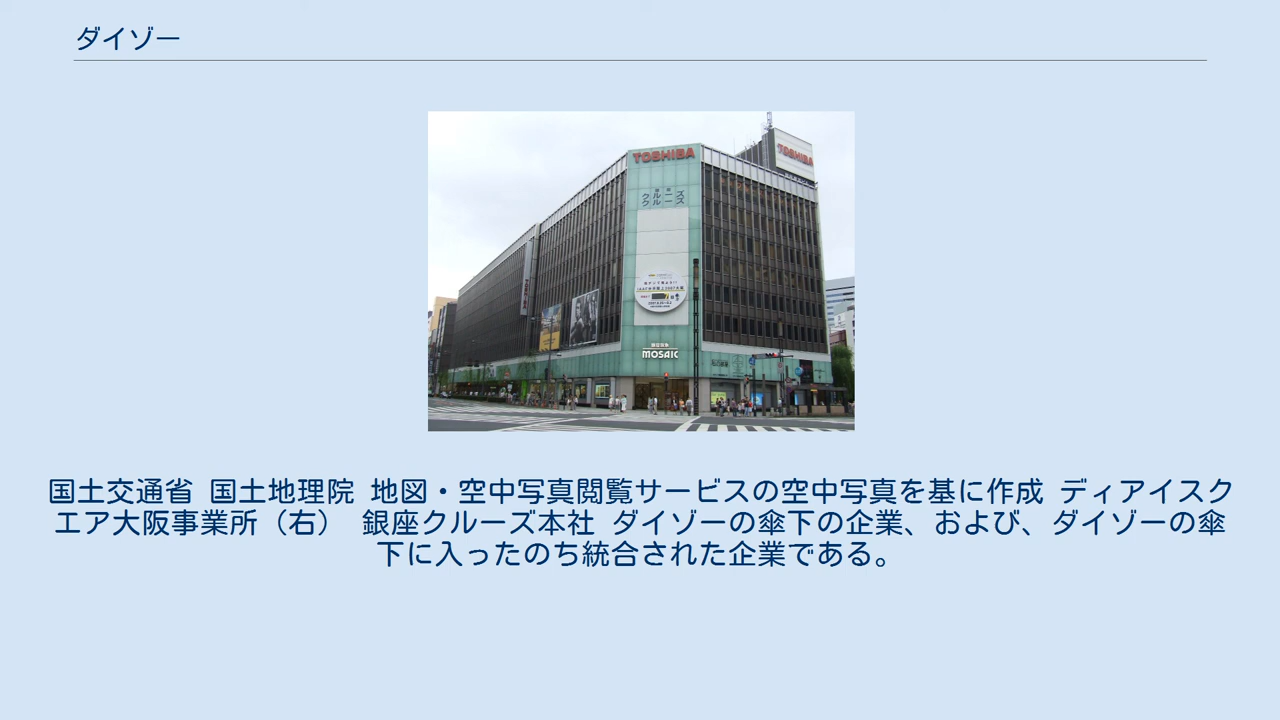 ダイゾー
TOSHIBA
TOSHIBA
クルーズ
MOSAIC
国土交通省 国土地理院 地図・空中写真閲覧サービスの空中写真を基に作成 ディアイスク
エア大阪事業所（右） 銀座クルーズ本社 ダイゾーの傘下の企業、および、ダイゾーの傘
下に入ったのち統合された企業である。